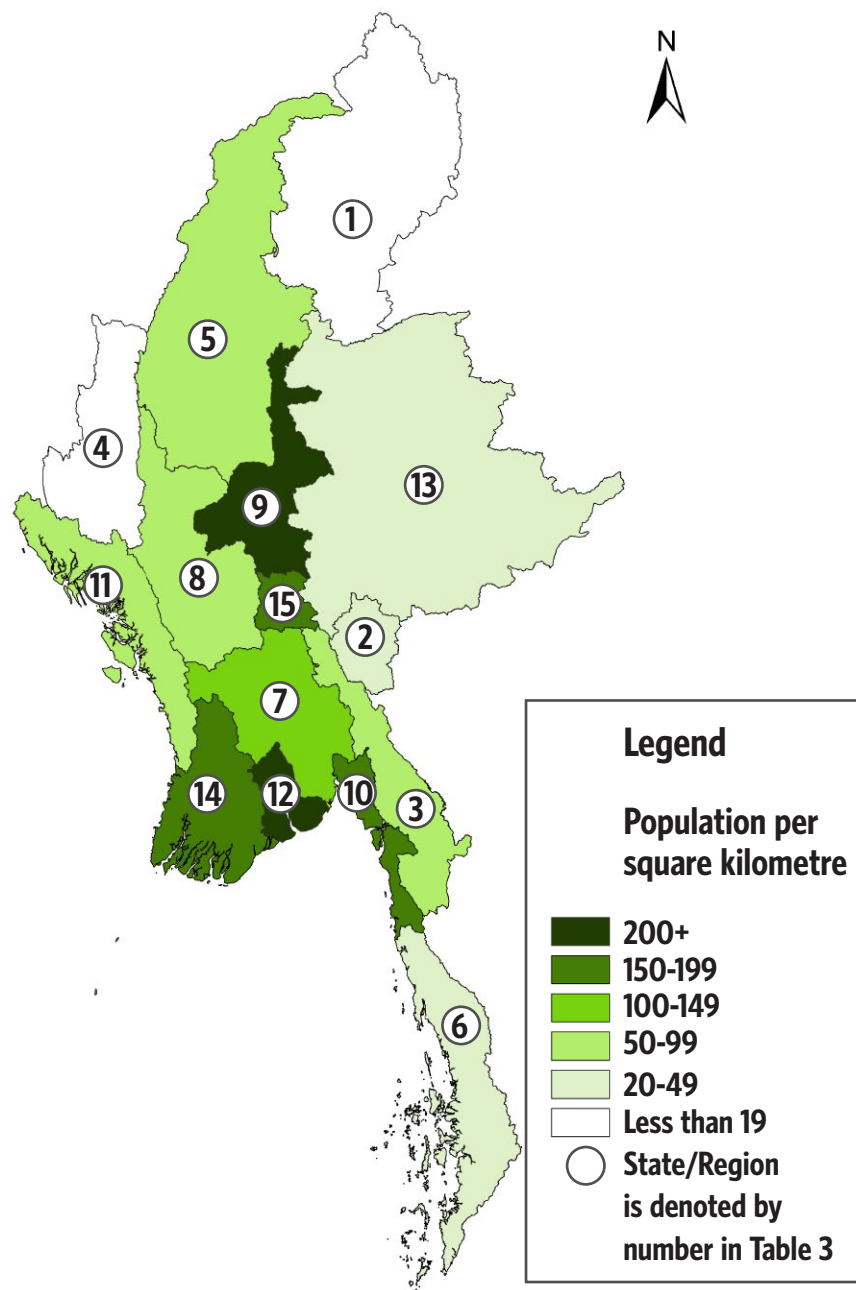 N
1
5
4
13
9
11
8
15
2
7
14
12
10
3
6
Legend
Population per
square kilometre
200+
150-199
100-149
50-99
20-49
Less than 19
State/Region
is denoted by
number in Table 3